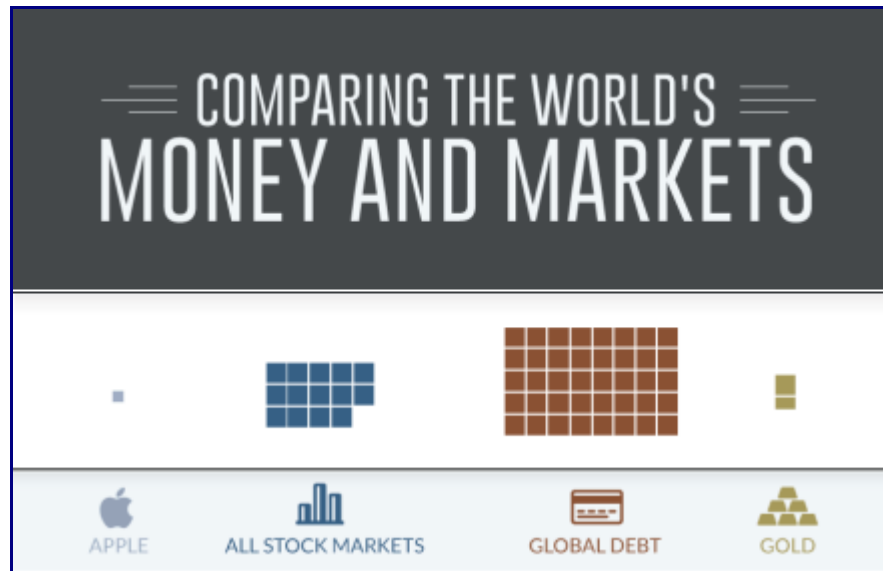 COMPARING THE WORLD'S
MONEY AND MARKETS
APPLE
ALL STOCK MARKETS
GLOBAL DEBT
GOLD